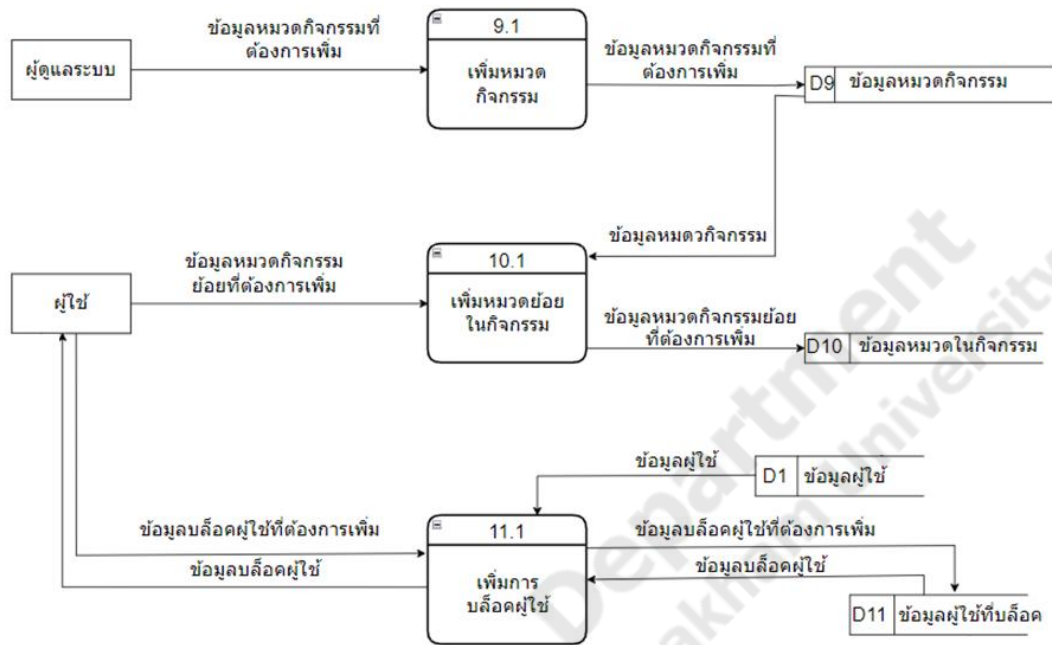 ข้อมูลหมวดกิจกรรมที่
ต้องการเพิ่ม
ผู้ดูแลระบบ
9.1
เพิ่มหมวด
กิจกรรม
ข้อมูลหมวดกิจกรรมที่
ต้องการเพิ่ม
D9 ข้อมูลหมวดกิจกรรม
ข้อมูลหมดวกิจกรรม
ผู้ใช้
ข้อมูลหมวดกิจกรรม
ย่อยที่ต้องการเพิ่ม
10.1
เพิ่มหมวดย่อย
ในกิจกรรม
ข้อมูลหมวดกิจกรรมย่อย
ที่ต้องการเพิ่ม
D10 ข้อมูลหมวดในกิจกรรม
ข้อมูลผู้ใช้
D1 ข้อมูลผู้ใช้
ข้อมูลบล็อคผู้ใช้ที่ต้องการเพิ่ม
ข้อมูลบล็อคผู้ใช้
11.1
เพิ่มการ
บล็อคผู้ใช้
ข้อมูลบล็อคผู้ใช้ที่ต้องการเพิ่ม
ข้อมูลบล็อคผู้ใช้
D11 ข้อมูลผู้ใช้ที่บล็อค
Department
University